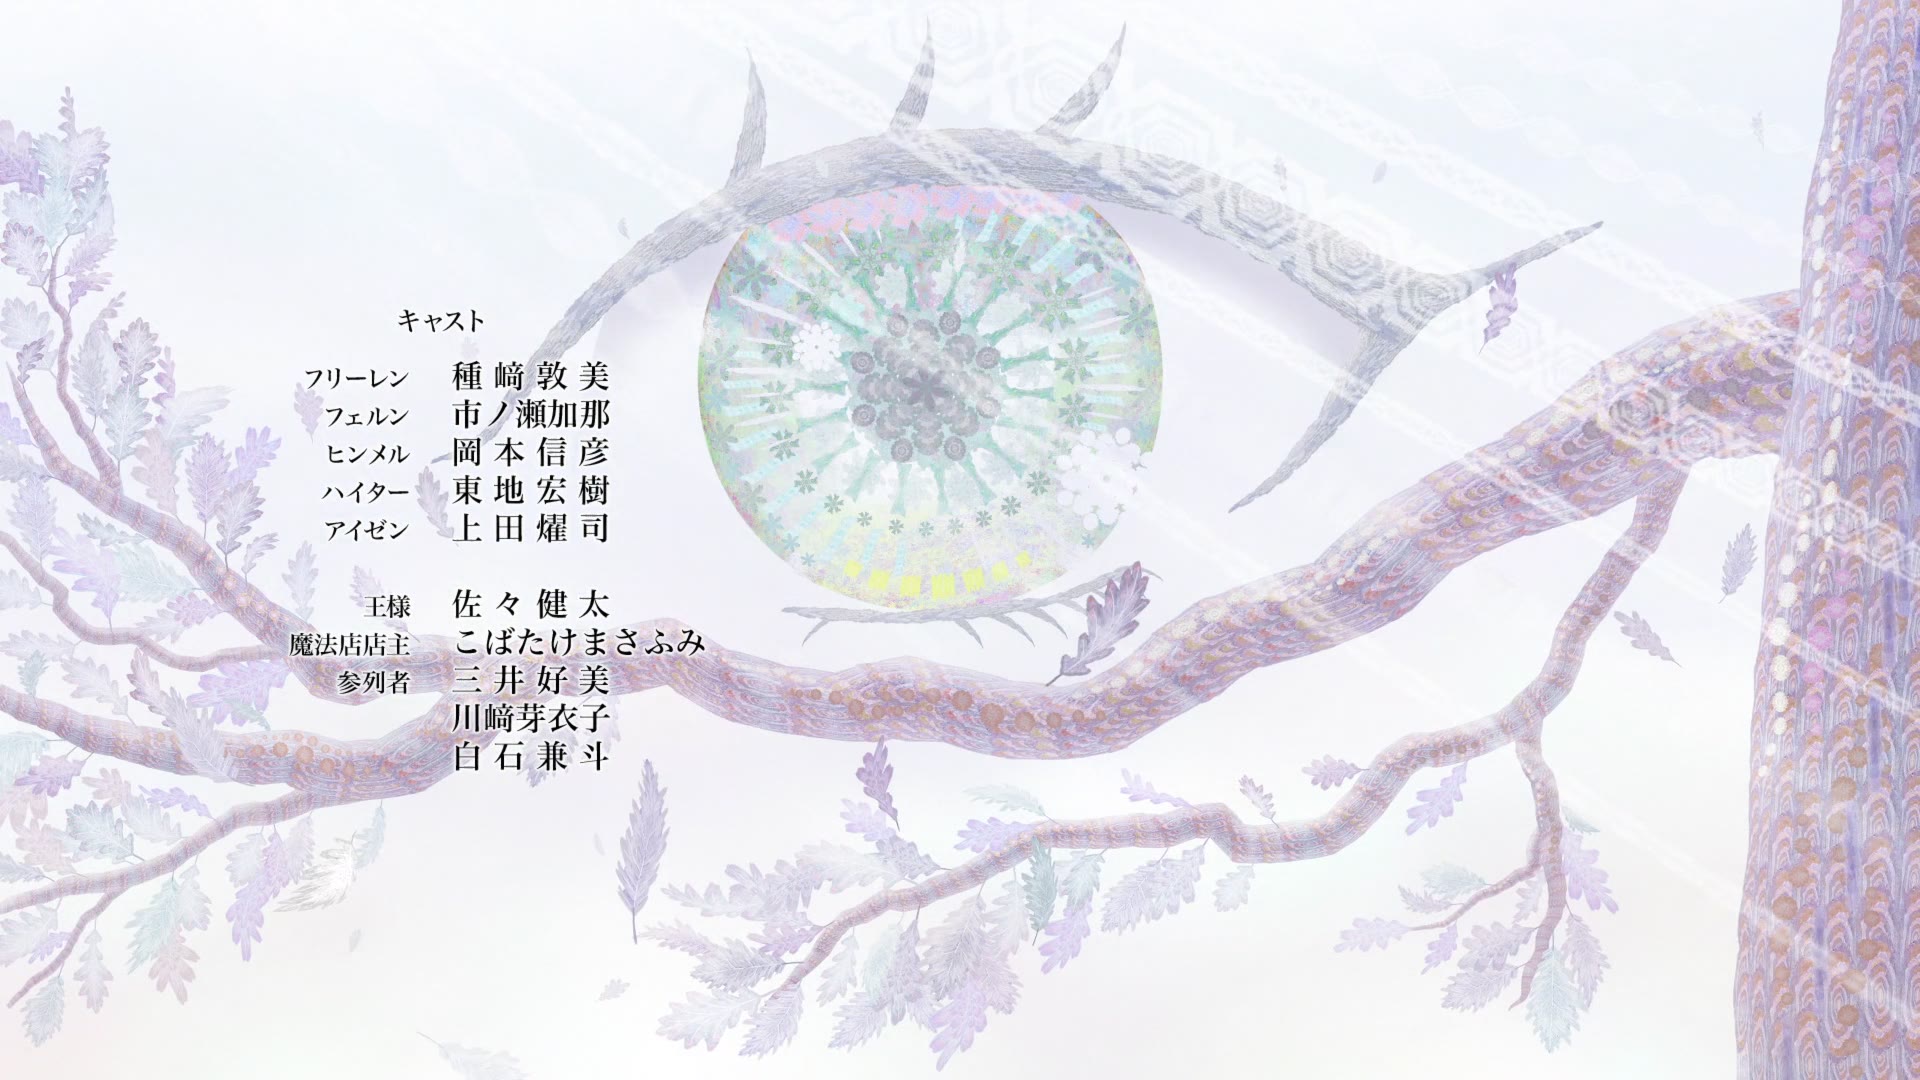 キャスト
フリーレン 種﨑敦美
フェルン 市ノ瀬加那
ヒンメル 岡本信彦
ハイター 東地宏樹
アイゼン 上田燿司
王様 佐々健太
魔法店店主 こばたけまさふみ
参列者 三井好美
川﨑芽衣子
白石兼斗